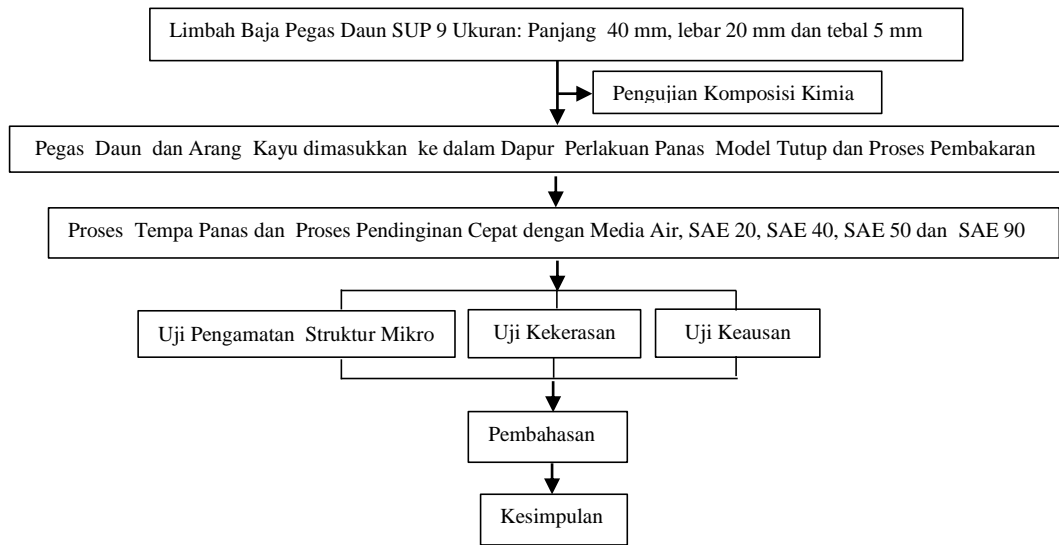 Limbah Baja Pegas Daun SUP 9 Ukuran: Panjang 40 mm, lebar 20 mm dan tebal 5 mm
Pengujian Komposisi Kimia
Pegas Daun dan Arang Kayu dimasukkan ke dalam Dapur Perlakuan Panas Model Tutup dan Proses Pembakaran
Proses Tempa Panas dan Proses Pendinginan Cepat dengan Media Air, SAE 20, SAE 40, SAE 50 dan SAE 90
Uji Pengamatan Struktur Mikro
Uji Kekerasan
Uji Keausan
Pembahasan
Kesimpulan